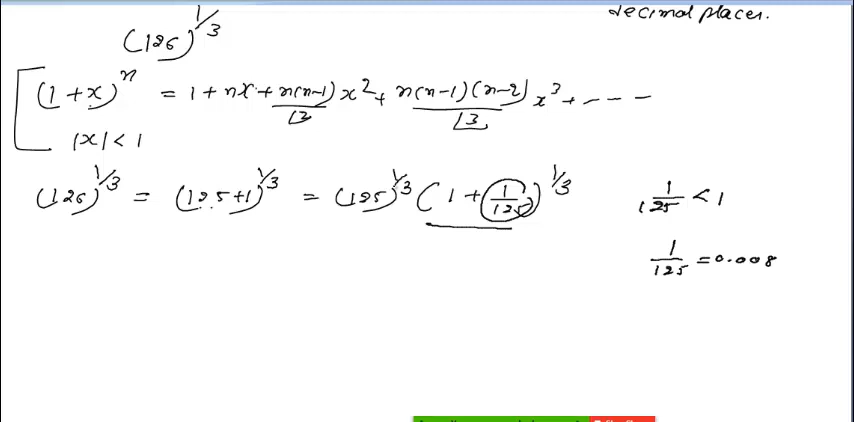 decimal places.
(126)^{1/3}
(1+x)^n = 1 + nx + n(n-1)/⌊2 x^2 + n(n-1)(n-2)/⌊3 x^3 + ----
|x| < 1
(126)^{1/3} = (125+1)^{1/3} = (125)^{1/3} (1 + 1/125)^{1/3}
1/125 < 1
1/125 = 0.008